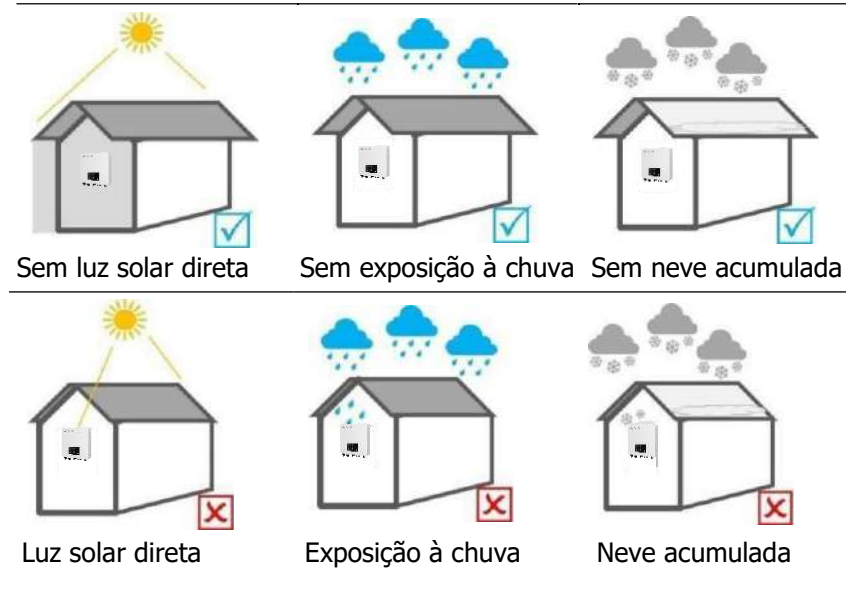 Sem luz solar direta
Sem exposição à chuva
Sem neve acumulada
Luz solar direta
Exposição à chuva
Neve acumulada